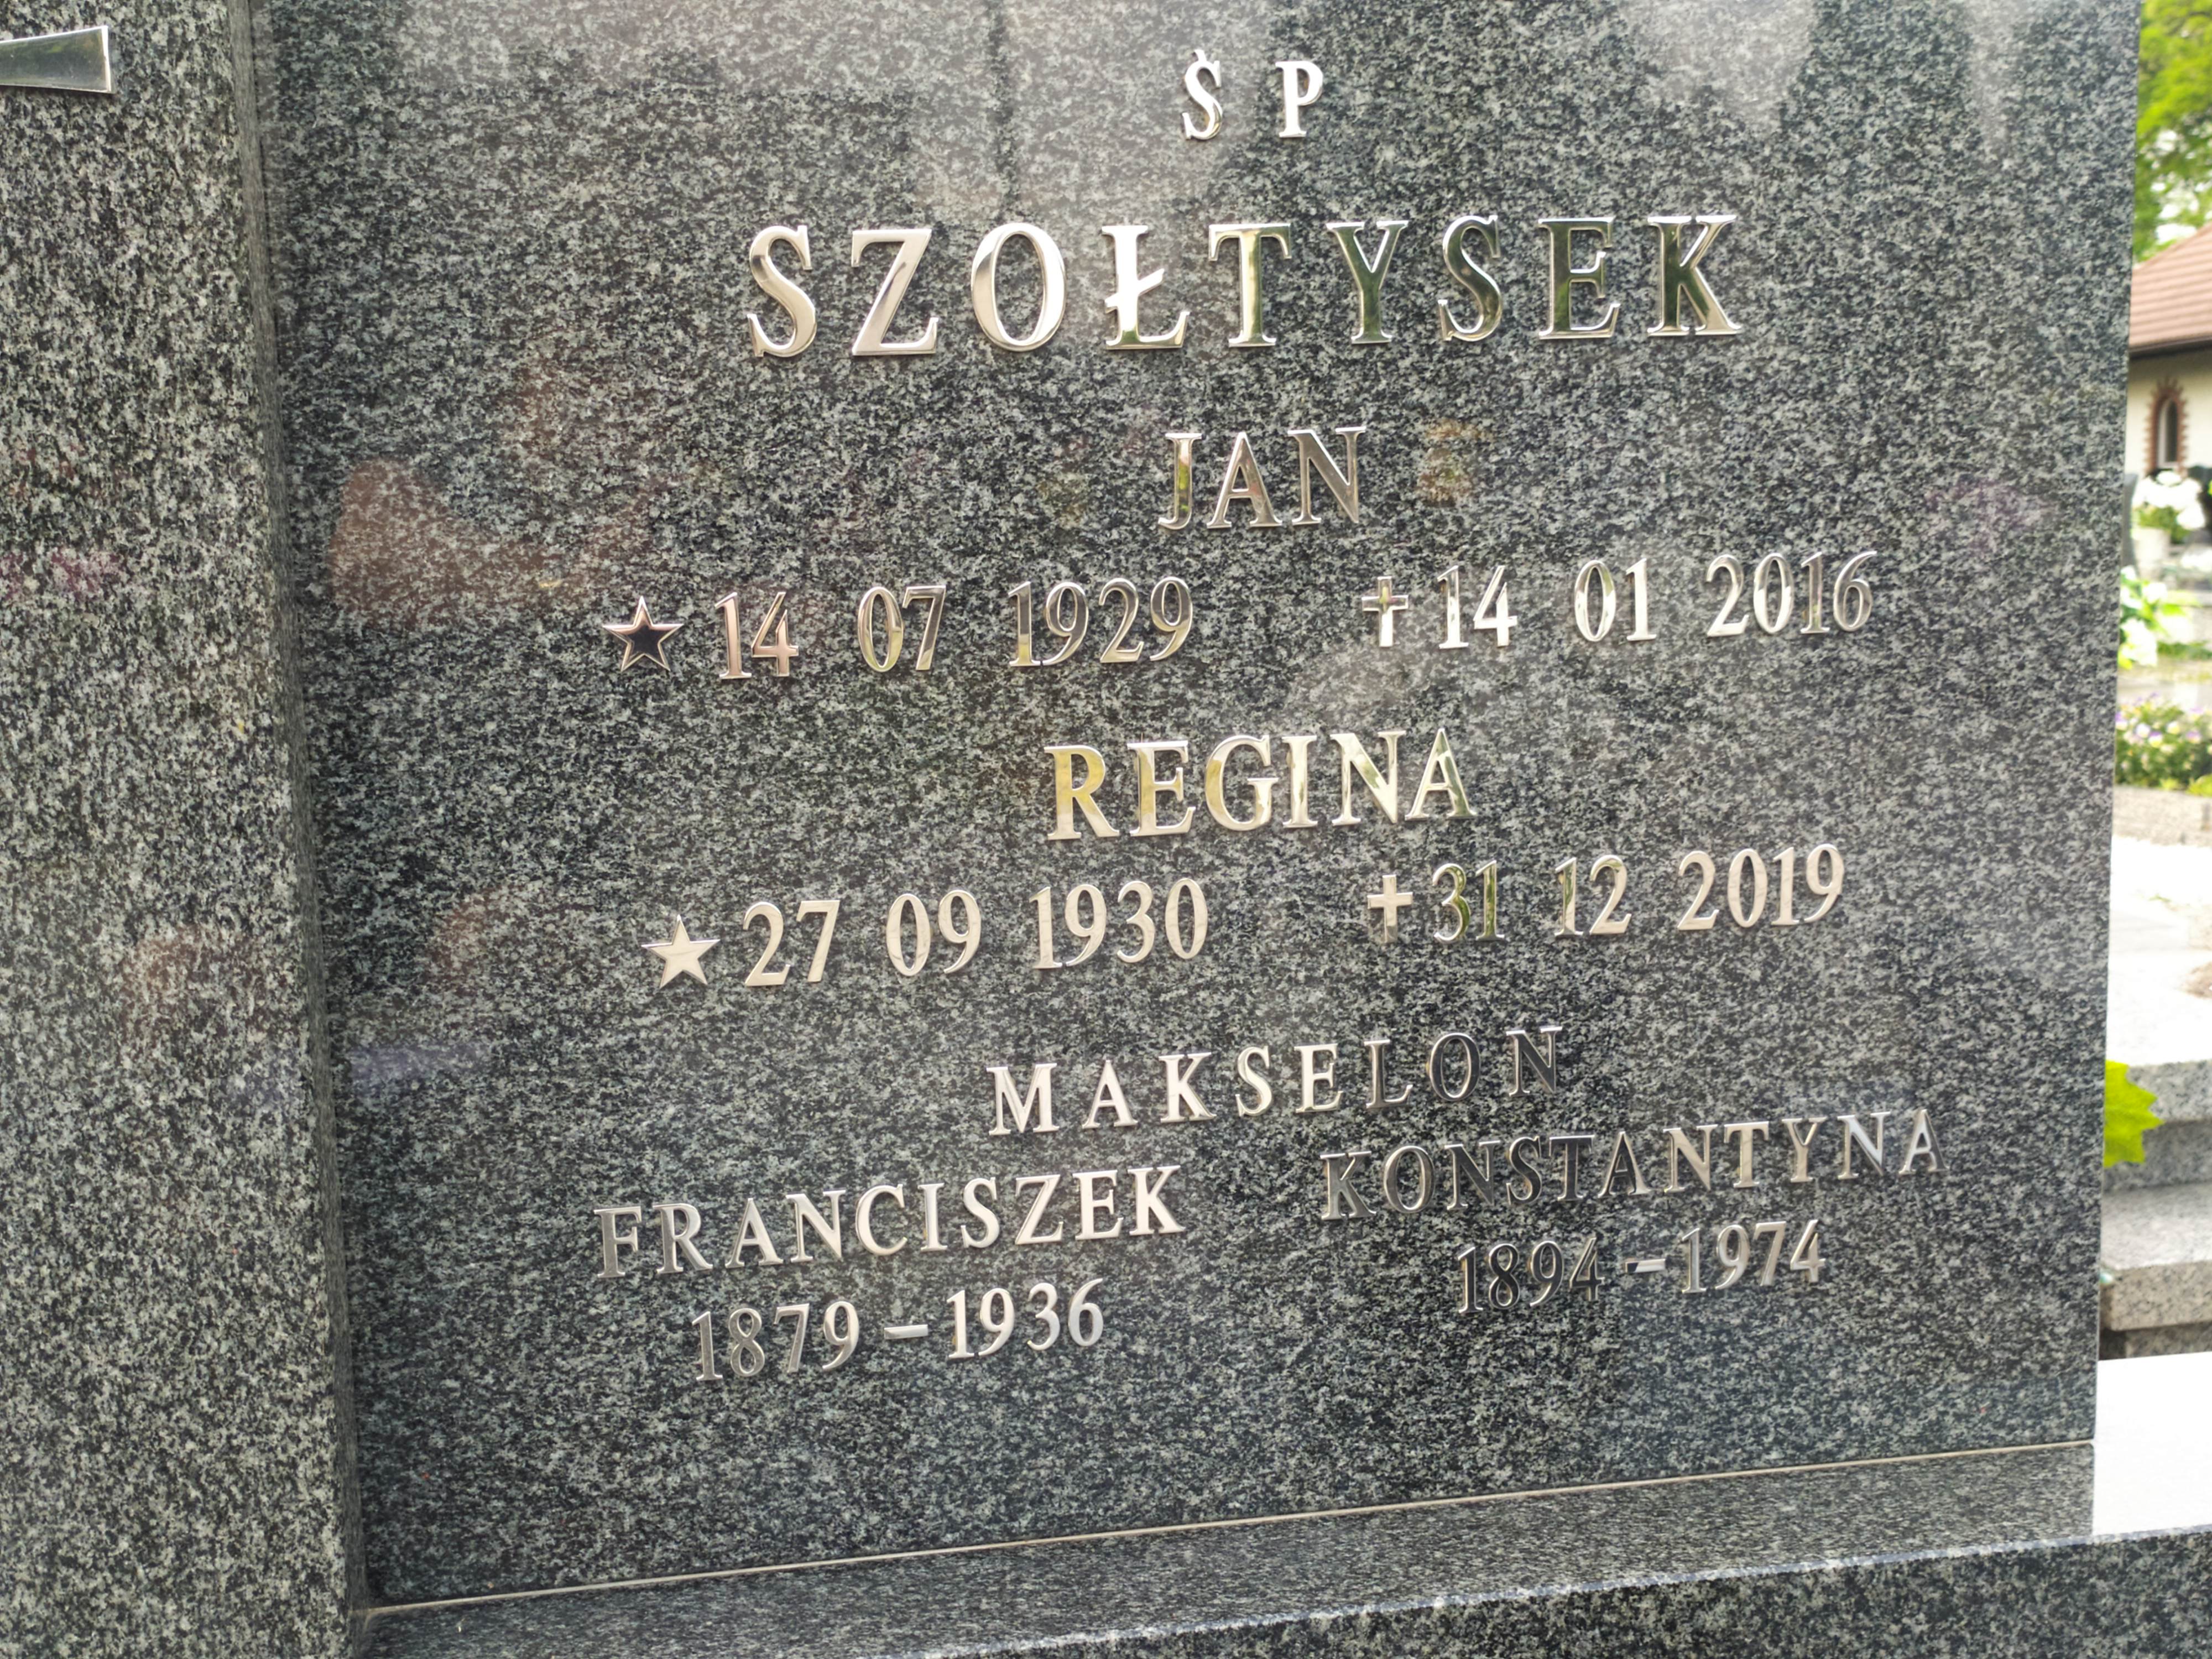 Ś P
SZOŁTYSEK
JAN
★ 14 07 1929 ✝ 14 01 2016
REGINA
★ 27 09 1930 ✝ 31 12 2019
MAKSELON
FRANCISZEK KONSTANTYNA
1879 – 1936 1894 – 1974